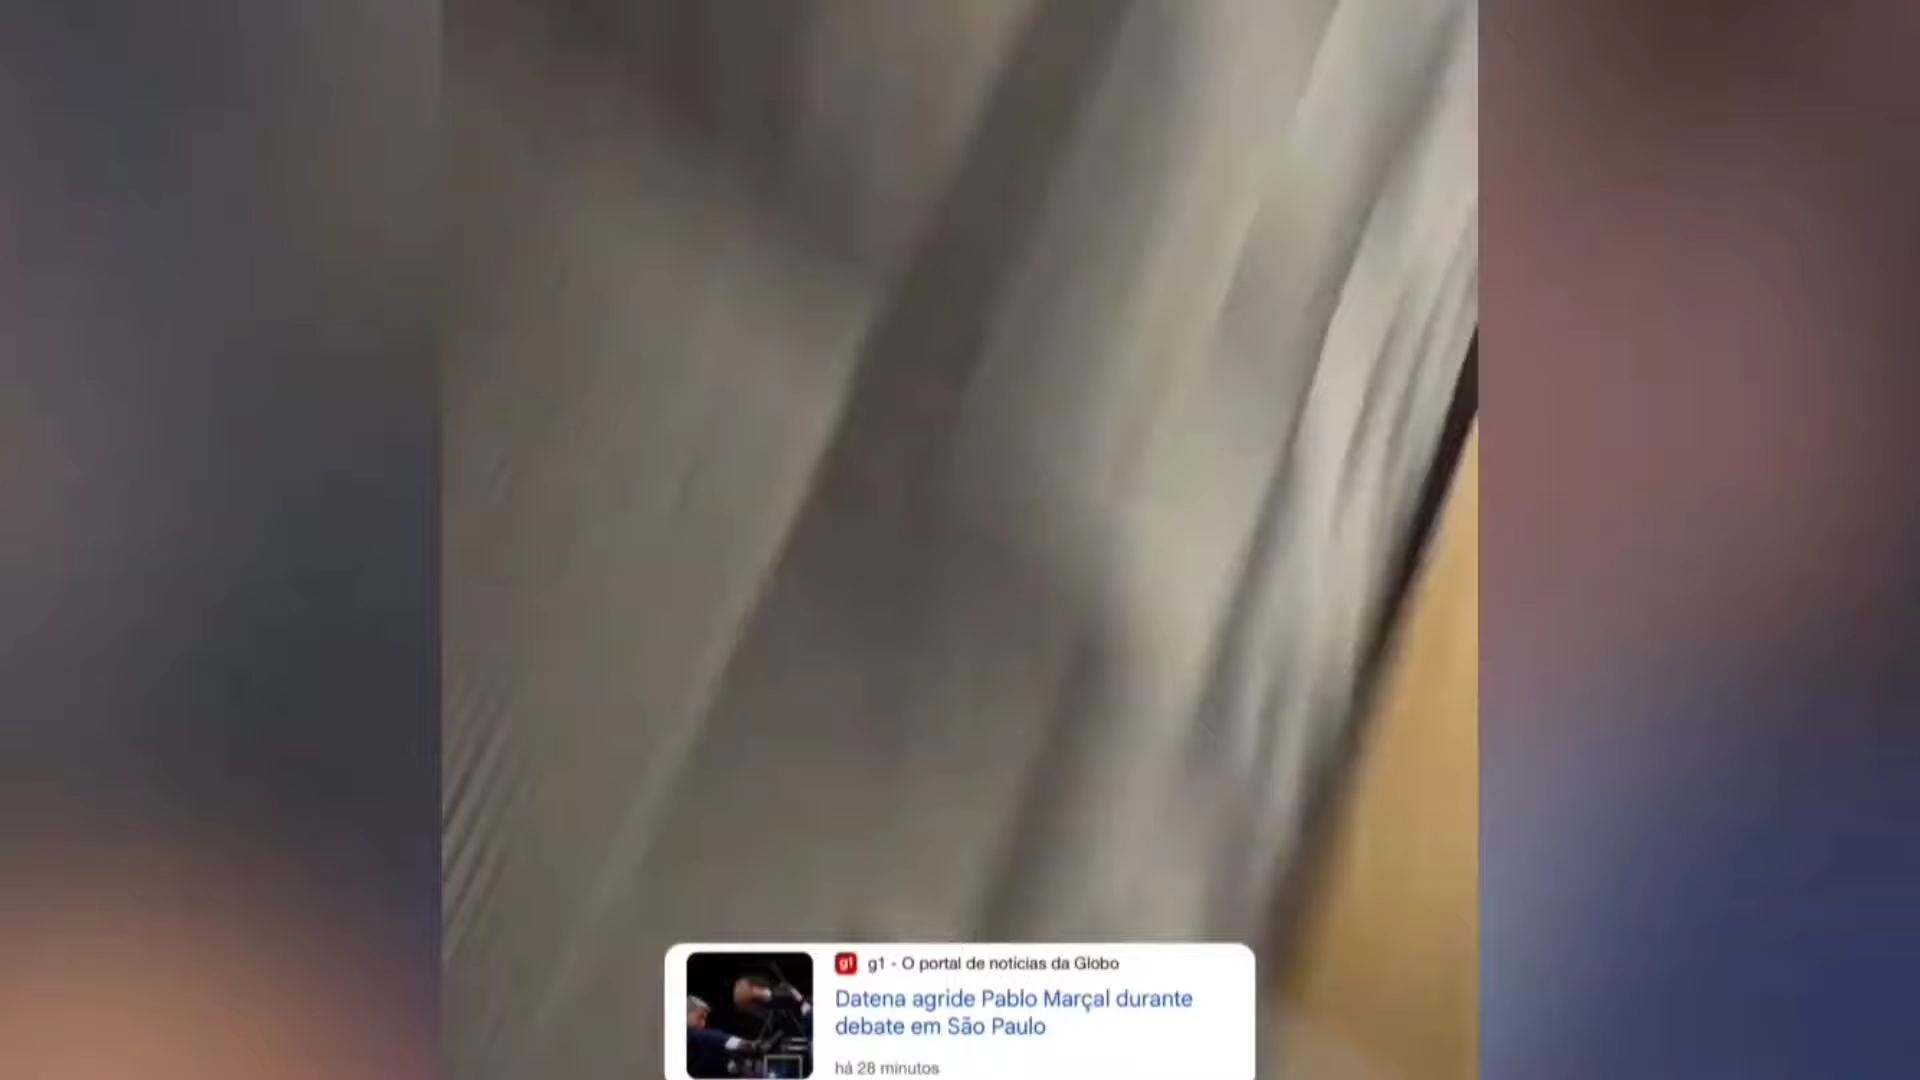 g1 g1 - O portal de notícias da Globo
Datena agride Pablo Marçal durante
debate em São Paulo
há 28 minutos